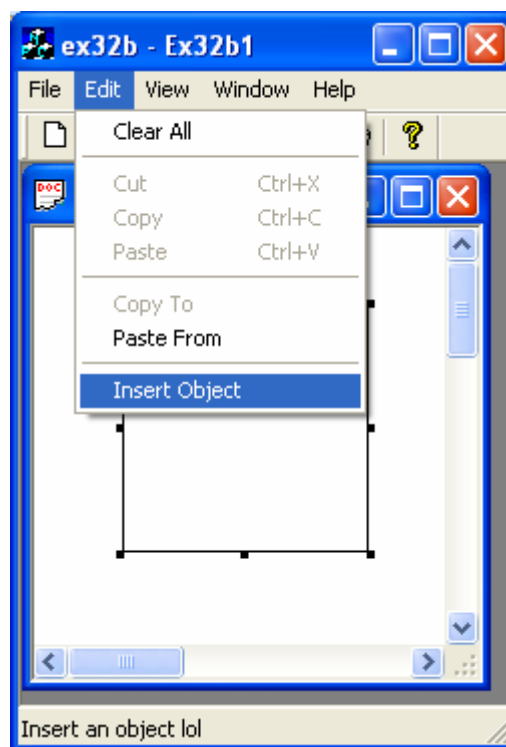 ex32b - Ex32b1
File Edit View Window Help
Clear All
Cut Ctrl+X
Copy Ctrl+C
Paste Ctrl+V
Copy To
Paste From
Insert Object
Insert an object lol